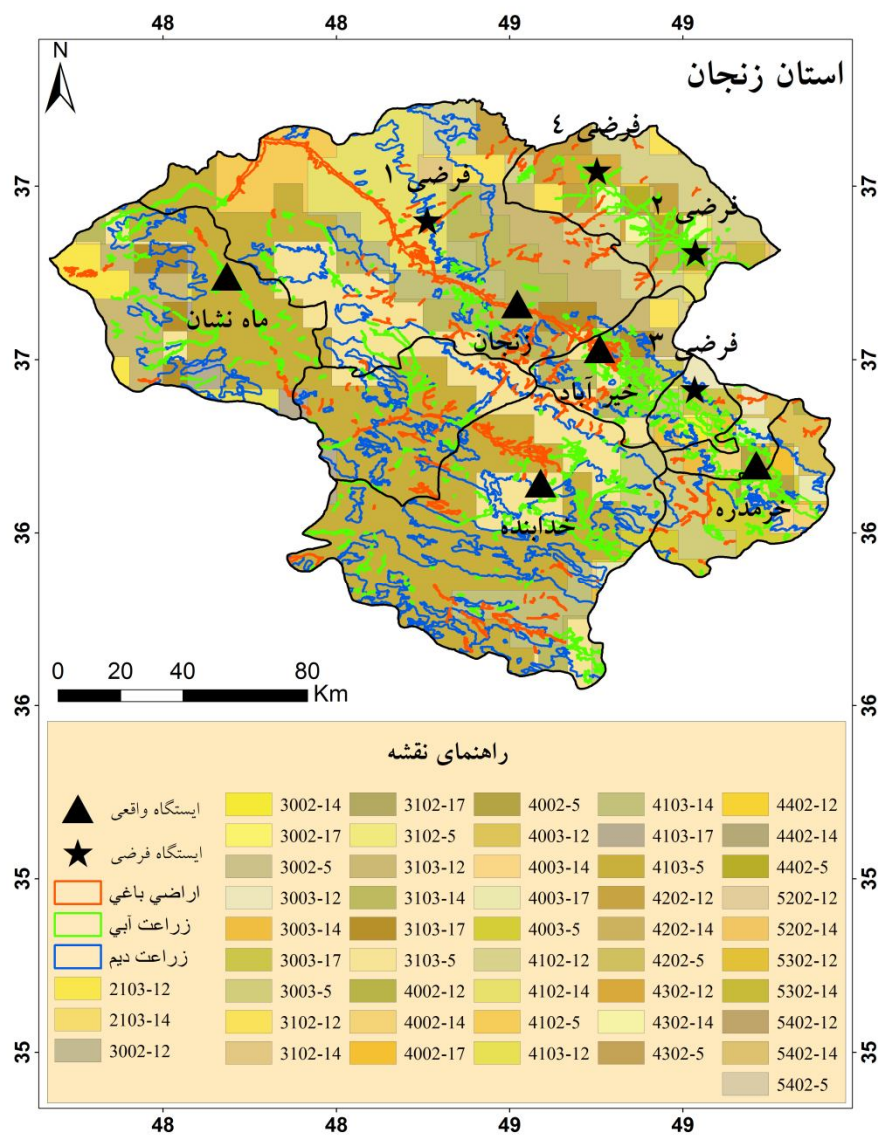 48 48 49 49
N
استان زنجان
فرضی ٤
37 37
فرضی ١
فرضی ٢
ماه نشان
زنجان
فرضی ٣
37 37
خیر آباد
خرمدره
خدابنده
36 36
0 20 40 80
Km
36 36
راهنمای نقشه
ایستگاه واقعی
ایستگاه فرضی
اراضي باغي
زراعت آبي
زراعت ديم
2103-12
2103-14
3002-12
3002-14
3002-17
3002-5
3003-12
3003-14
3003-17
3003-5
3102-12
3102-14
3102-17
3102-5
3103-12
3103-14
3103-17
3103-5
4002-12
4002-14
4002-17
4002-5
4003-12
4003-14
4003-17
4003-5
4102-12
4102-14
4102-5
4103-12
4103-14
4103-17
4103-5
4202-12
4202-14
4202-5
4302-12
4302-14
4302-5
4402-12
4402-14
4402-5
5202-12
5202-14
5302-12
5302-14
5402-12
5402-14
5402-5
35 35
35 35
48 48 49 49